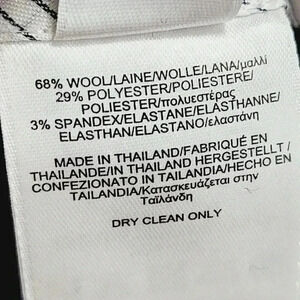 68% WOOL/LAINE/WOLLE/LANA/μαλλί
29% POLYESTER/POLIESTERE/
POLIESTER/πολυεστέρας
3% SPANDEX/ELASTANE/ELASTHANNE/
ELASTHAN/ELASTANO/ελαστάνη
MADE IN THAILAND/FABRIQUÉ EN
THAILANDE/IN THAILAND HERGESTELLT/
CONFEZIONATO IN TAILANDIA/HECHO EN
TAILANDIA/Κατασκευάζεται στην
Ταϊλάνδη
DRY CLEAN ONLY